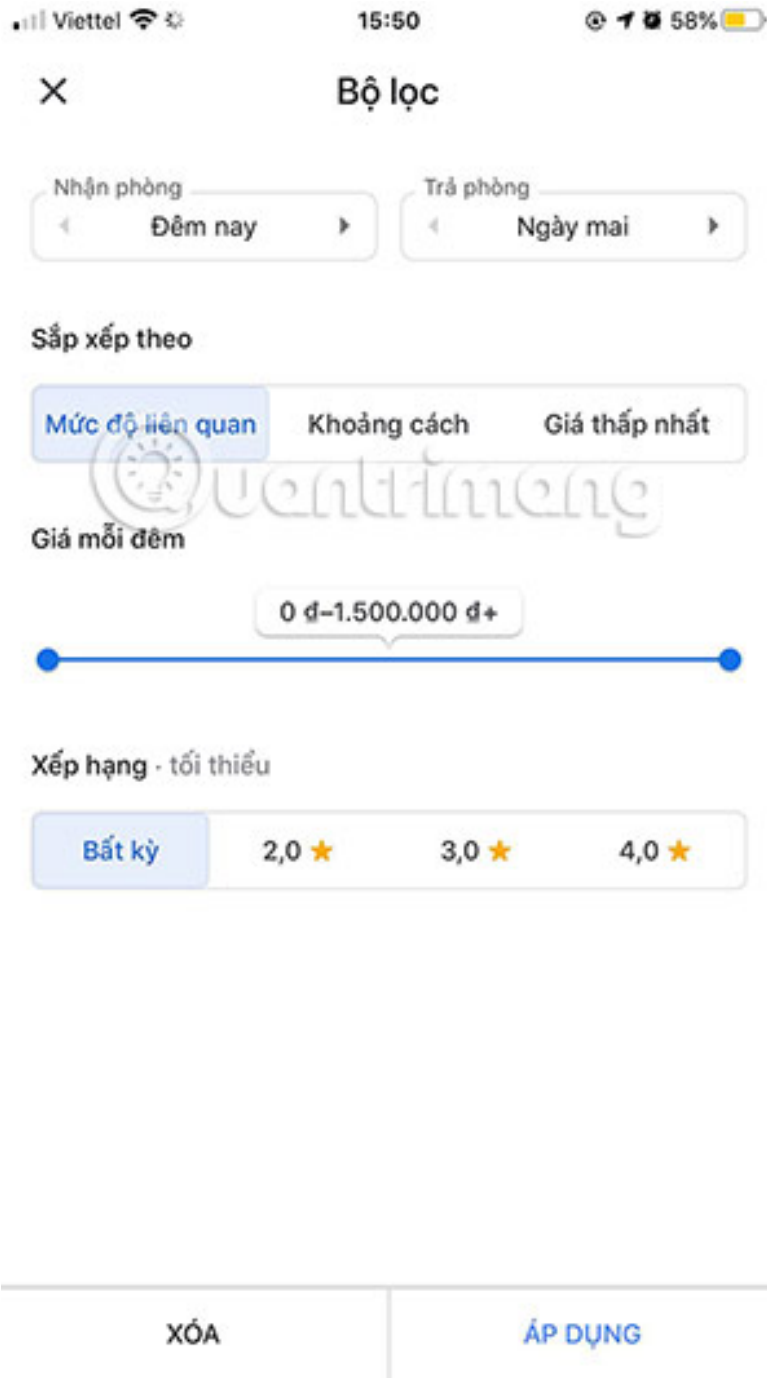 Viettel 15:50 58%
Bộ lọc
Nhận phòng Trả phòng
Đêm nay Ngày mai
Sắp xếp theo
Mức độ liên quan Khoảng cách Giá thấp nhất
Quantrimang
Giá mỗi đêm
0 ₫–1.500.000 ₫+
Xếp hạng · tối thiểu
Bất kỳ 2,0 ★ 3,0 ★ 4,0 ★
XÓA ÁP DỤNG